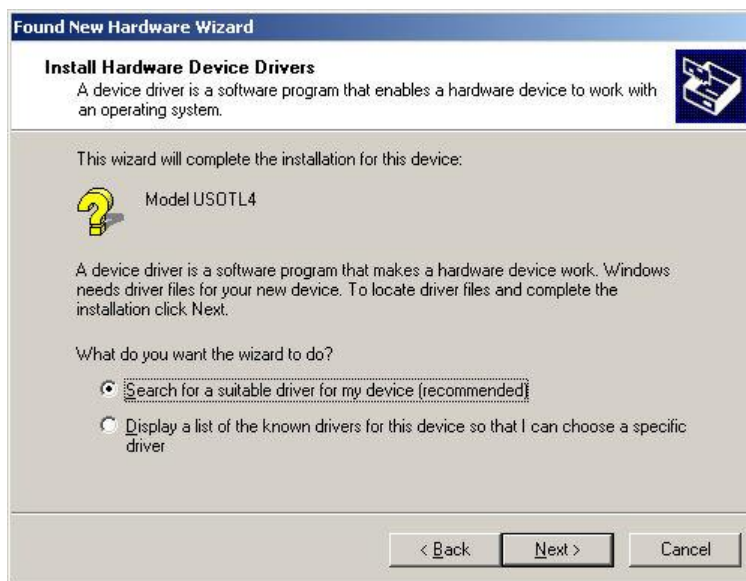 Found New Hardware Wizard
Install Hardware Device Drivers
A device driver is a software program that enables a hardware device to work with
an operating system.
This wizard will complete the installation for this device:
Model USOTL4
A device driver is a software program that makes a hardware device work. Windows
needs driver files for your new device. To locate driver files and complete the
installation click Next.
What do you want the wizard to do?
Search for a suitable driver for my device (recommended)
Display a list of the known drivers for this device so that I can choose a specific
driver
< Back
Next >
Cancel